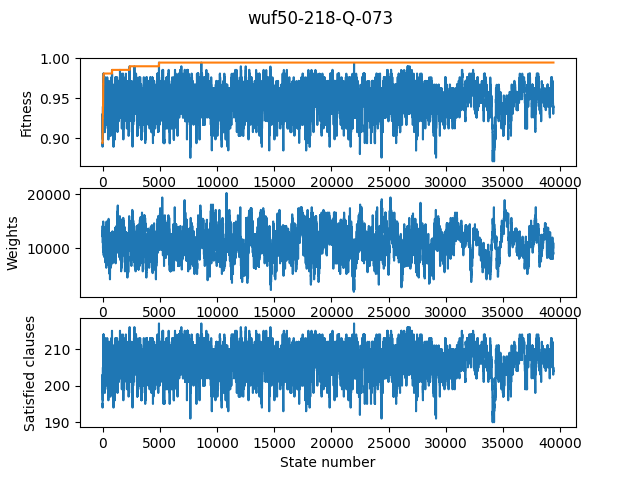 wuf50-218-Q-073
1.00
0.95
0.90
Fitness
0 5000 10000 15000 20000 25000 30000 35000 40000
20000
10000
Weights
0 5000 10000 15000 20000 25000 30000 35000 40000
210
200
190
Satisfied clauses
0 5000 10000 15000 20000 25000 30000 35000 40000
State number